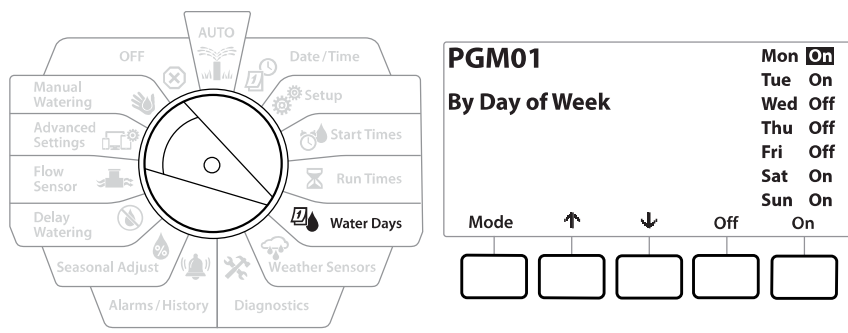 AUTO
OFF
Date / Time
Manual
Watering
Setup
Advanced
Settings
Start Times
Flow
Sensor
Run Times
Delay
Watering
Water Days
Seasonal Adjust
Weather Sensors
Alarms / History
Diagnostics
PGM01
By Day of Week
Mon On
Tue On
Wed Off
Thu Off
Fri Off
Sat On
Sun On
Mode ↑ ↓ Off On